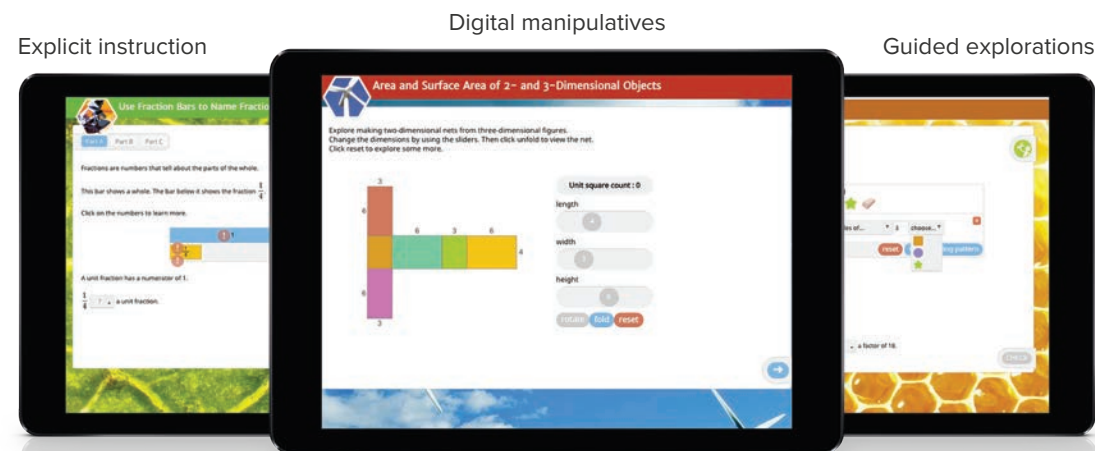 Digital manipulatives
Explicit instruction
Guided explorations
Use Fraction Bars to Name Fractio
Part A
Part B
Part C
Fractions are numbers that tell about the parts of the whole.
This bar shows a whole. The bar below it shows the fraction 1/4.
Click on the numbers to learn more.
A unit fraction has a numerator of 1.
1/4 ? a unit fraction.
Area and Surface Area of 2- and 3-Dimensional Objects
Explore making two-dimensional nets from three-dimensional figures.
Change the dimensions by using the sliders. Then click unfold to view the net.
Click reset to explore some more.
3
6
6 3 6
4
6
3
Unit square count : 0
length
width
height
rotate fold reset
choose...
reset
pattern
a factor of 18.
Check